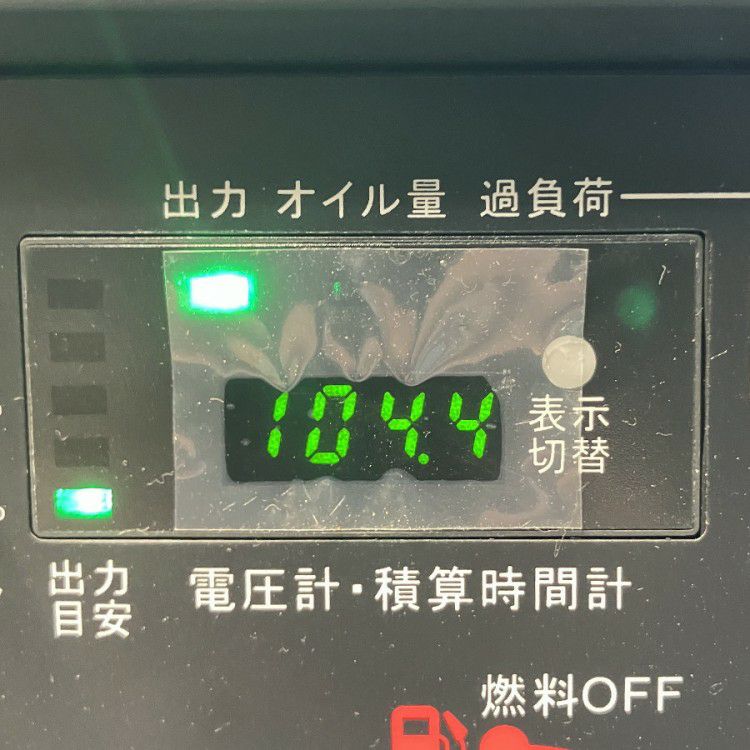 出力 オイル量 過負荷
104.4
表示
切替
出力
目安
電圧計・積算時間計
燃料OFF